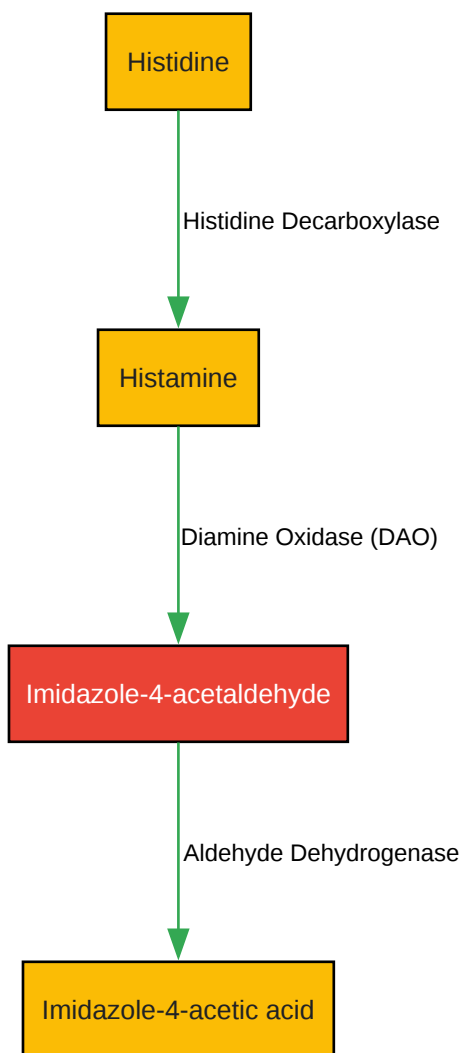 Histidine
Histidine Decarboxylase
Histamine
Diamine Oxidase (DAO)
Imidazole-4-acetaldehyde
Aldehyde Dehydrogenase
Imidazole-4-acetic acid